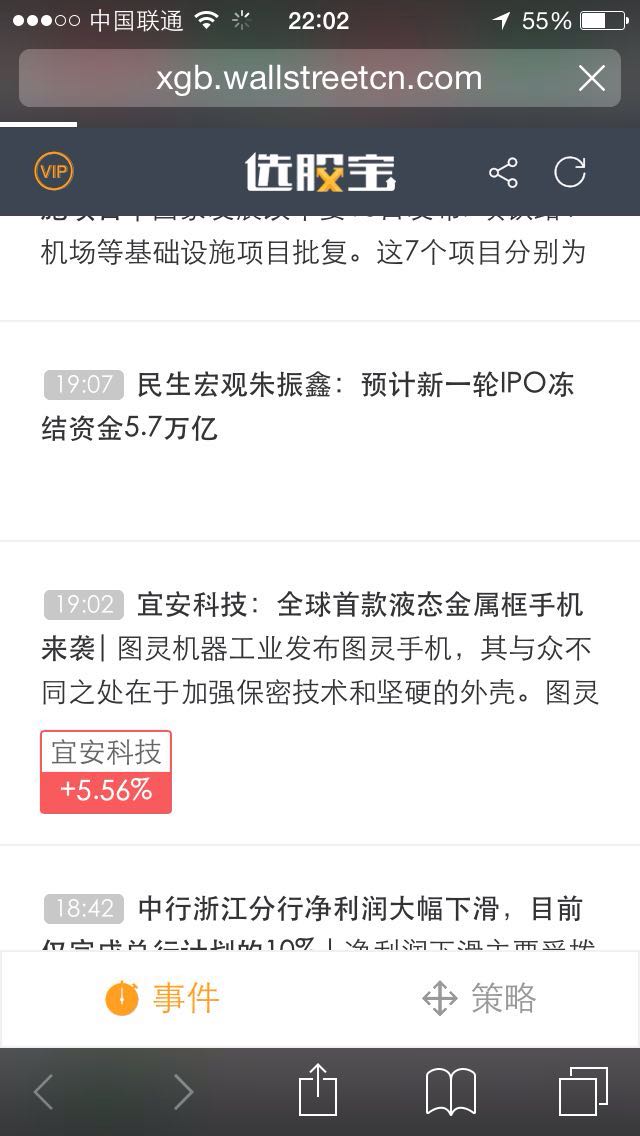 中国联通
22:02
55%
xgb.wallstreetcn.com
VIP
选股宝
机场等基础设施项目批复。这7个项目分别为
19:07 民生宏观朱振鑫：预计新一轮IPO冻
结资金5.7万亿
19:02 宜安科技：全球首款液态金属框手机
来袭| 图灵机器工业发布图灵手机，其与众不
同之处在于加强保密技术和坚硬的外壳。图灵
宜安科技
+5.56%
18:42 中行浙江分行净利润大幅下滑，目前
事件
策略